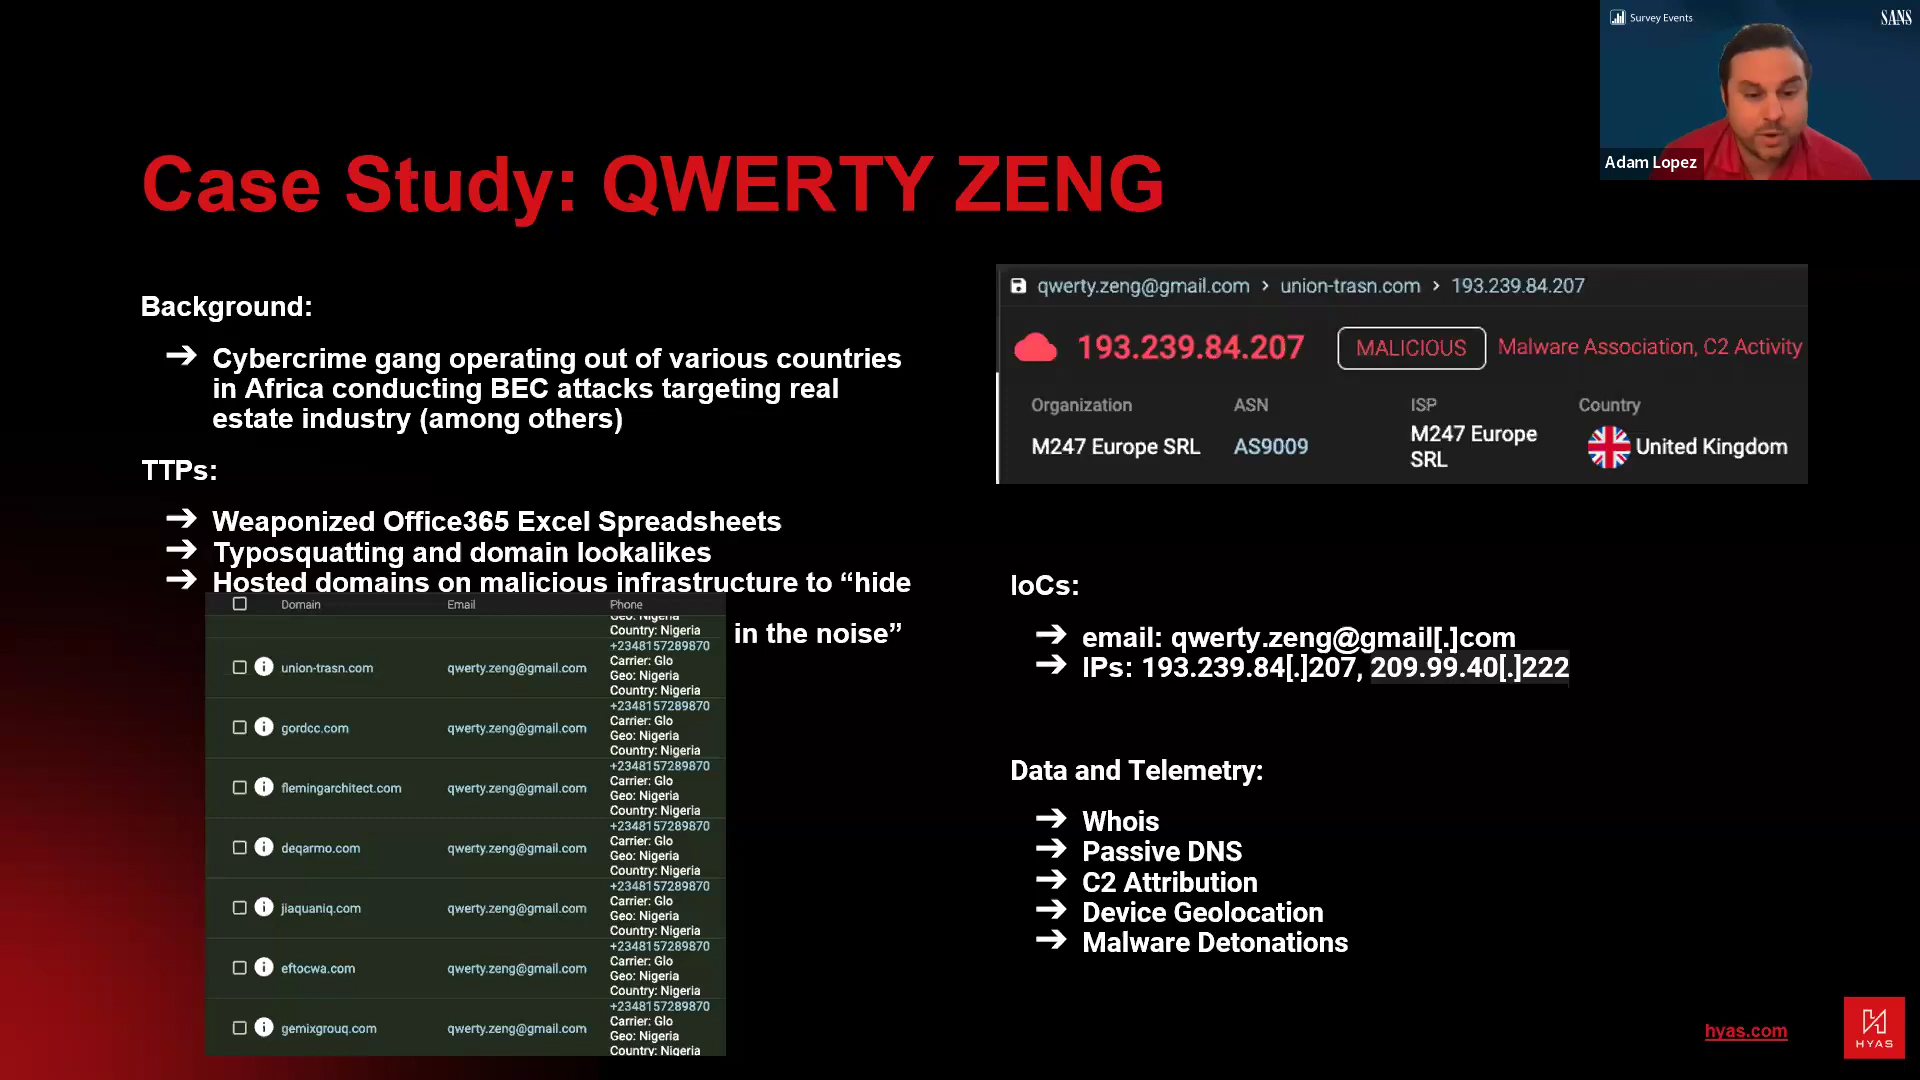 Survey Events
SANS
Adam Lopez
Case Study: QWERTY ZENG
Background:
➔ Cybercrime gang operating out of various countries
in Africa conducting BEC attacks targeting real
estate industry (among others)
TTPs:
➔ Weaponized Office365 Excel Spreadsheets
➔ Typosquatting and domain lookalikes
➔ Hosted domains on malicious infrastructure to “hide
in the noise”
Domain Email Phone
Geo: Nigeria
Country: Nigeria
+2348157289870
union-trasn.com qwerty.zeng@gmail.com Carrier: Glo
Geo: Nigeria
Country: Nigeria
+2348157289870
gordcc.com qwerty.zeng@gmail.com Carrier: Glo
Geo: Nigeria
Country: Nigeria
+2348157289870
flemingarchitect.com qwerty.zeng@gmail.com Carrier: Glo
Geo: Nigeria
Country: Nigeria
+2348157289870
deqarmo.com qwerty.zeng@gmail.com Carrier: Glo
Geo: Nigeria
Country: Nigeria
+2348157289870
jiaquaniq.com qwerty.zeng@gmail.com Carrier: Glo
Geo: Nigeria
Country: Nigeria
+2348157289870
eftocwa.com qwerty.zeng@gmail.com Carrier: Glo
Geo: Nigeria
Country: Nigeria
+2348157289870
gemixgrouq.com qwerty.zeng@gmail.com Carrier: Glo
Geo: Nigeria
Country: Nigeria
qwerty.zeng@gmail.com > union-trasn.com > 193.239.84.207
193.239.84.207 MALICIOUS Malware Association, C2 Activity
Organization ASN ISP Country
M247 Europe SRL AS9009 M247 Europe SRL United Kingdom
IoCs:
➔ email: qwerty.zeng@gmail[.]com
➔ IPs: 193.239.84[.]207, 209.99.40[.]222
Data and Telemetry:
➔ Whois
➔ Passive DNS
➔ C2 Attribution
➔ Device Geolocation
➔ Malware Detonations
hyas.com
HYAS